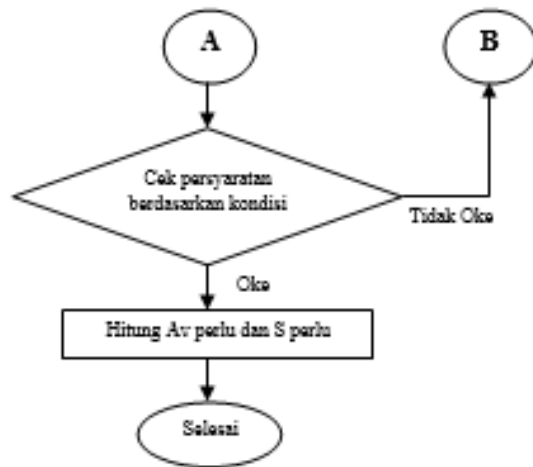 A
B
Cek persyaratan
berdasarkan kondisi
Tidak Oke
Oke
Hitung Av perlu dan S perlu
Selesai